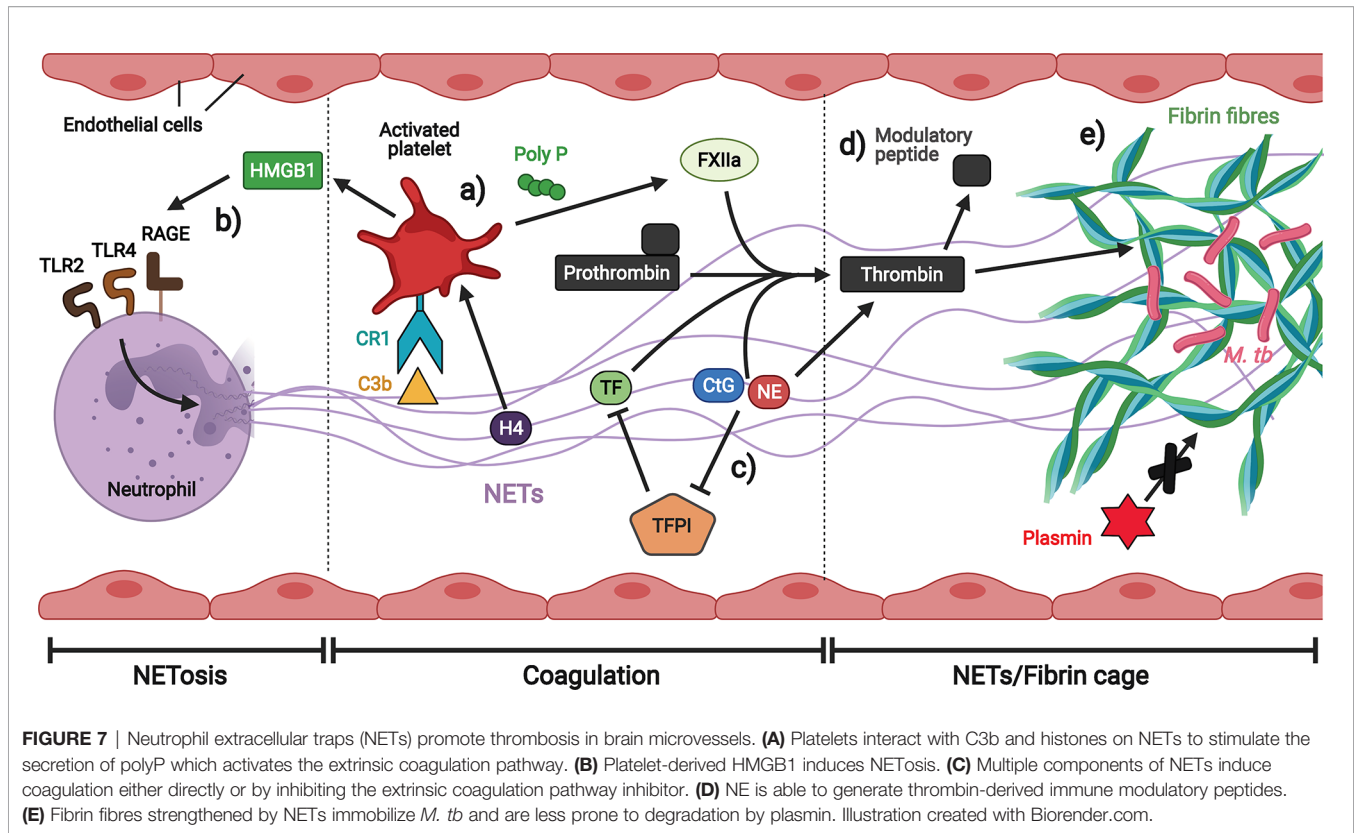 Endothelial cells
HMGB1
b)
RAGE
TLR4
TLR2
Neutrophil
Activated
platelet
a)
Poly P
FXIIa
Prothrombin
CR1
C3b
H4
NETs
TF
CtG
NE
c)
TFPI
d)
Modulatory
peptide
Thrombin
e)
Fibrin fibres
M. tb
Plasmin
NETosis
Coagulation
NETs/Fibrin cage
FIGURE 7 | Neutrophil extracellular traps (NETs) promote thrombosis in brain microvessels. (A) Platelets interact with C3b and histones on NETs to stimulate the
secretion of polyP which activates the extrinsic coagulation pathway. (B) Platelet-derived HMGB1 induces NETosis. (C) Multiple components of NETs induce
coagulation either directly or by inhibiting the extrinsic coagulation pathway inhibitor. (D) NE is able to generate thrombin-derived immune modulatory peptides.
(E) Fibrin fibres strengthened by NETs immobilize M. tb and are less prone to degradation by plasmin. Illustration created with Biorender.com.